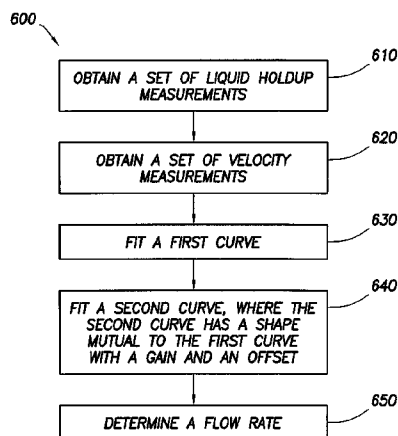 600
610
OBTAIN A SET OF LIQUID HOLDUP
MEASUREMENTS
620
OBTAIN A SET OF VELOCITY
MEASUREMENTS
630
FIT A FIRST CURVE
640
FIT A SECOND CURVE, WHERE THE
SECOND CURVE HAS A SHAPE
MUTUAL TO THE FIRST CURVE
WITH A GAIN AND AN OFFSET
650
DETERMINE A FLOW RATE